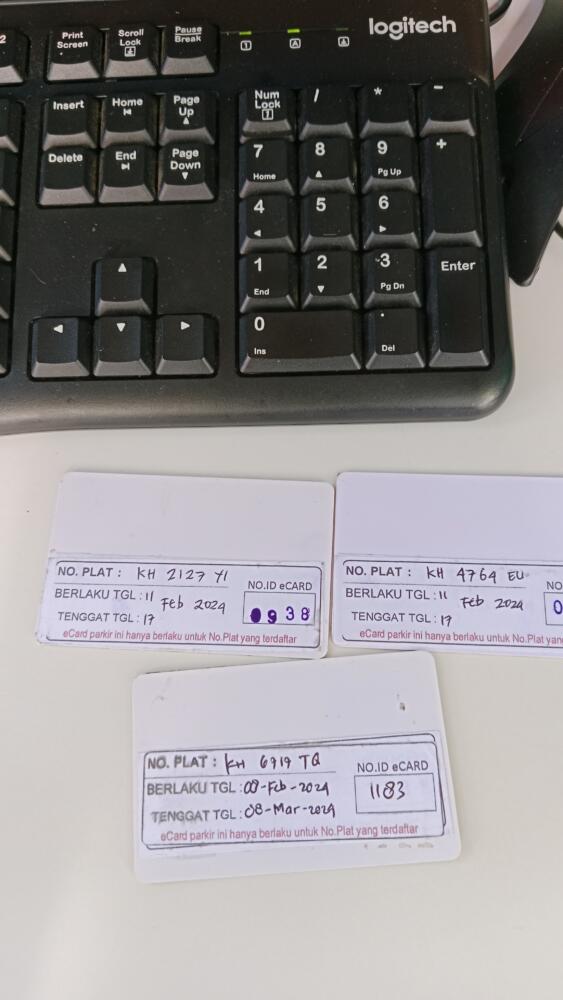 Print Screen
Scroll Lock
Pause Break
1
A
logitech
Insert
Home
Page Up
Num Lock
1
/
*
-
Delete
End
Page Down
7 Home
8
9 Pg Up
+
4
5
6
1 End
2
3 Pg Dn
Enter
0 Ins
. Del
NO. PLAT : KH 2127 YI
BERLAKU TGL : 11 Feb 2024
TENGGAT TGL : 17
NO.ID eCARD
0938
eCard parkir ini hanya berlaku untuk No.Plat yang terdaftar
NO. PLAT : KH 4764 EU
BERLAKU TGL : 11 Feb 2024
TENGGAT TGL : 17
NO
0
eCard parkir ini hanya berlaku untuk No.Plat yang
NO. PLAT : KH 6719 TQ
BERLAKU TGL : 08-Feb-2024
TENGGAT TGL : 08-Mar-2024
NO.ID eCARD
1183
eCard parkir ini hanya berlaku untuk No.Plat yang terdaftar